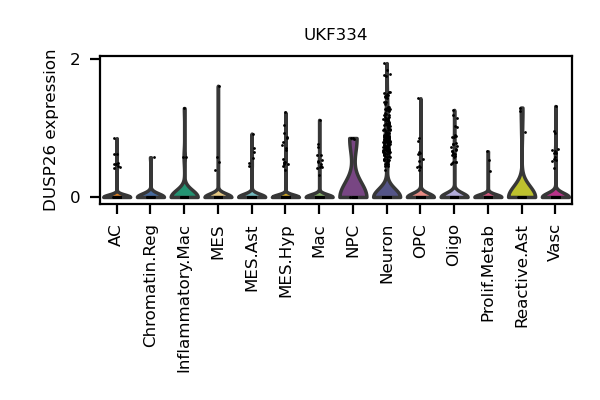 UKF334
DUSP26 expression
2
0
AC
Chromatin.Reg
Inflammatory.Mac
MES
MES.Ast
MES.Hyp
Mac
NPC
Neuron
OPC
Oligo
Prolif.Metab
Reactive.Ast
Vasc